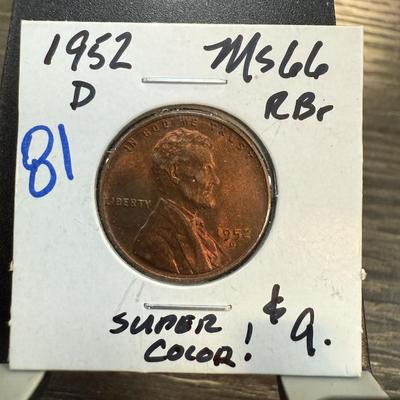 1952 MS66
D RBr
81
IN GOD WE TRUST
LIBERTY
1952
D
SUPER
COLOR! $9.